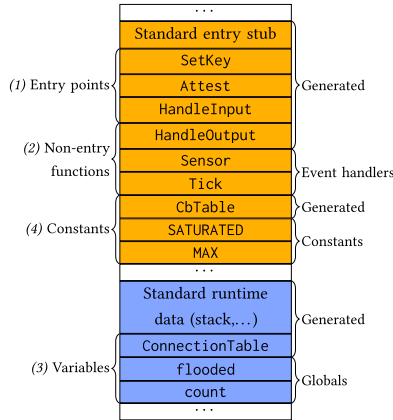 ...
Standard entry stub
SetKey
(1) Entry points
Attest
Generated
HandleInput
HandleOutput
(2) Non-entry
functions
Sensor
Event handlers
Tick
CbTable
Generated
(4) Constants
SATURATED
Constants
MAX
...
Standard runtime
data (stack,...)
Generated
ConnectionTable
(3) Variables
flooded
Globals
count
...